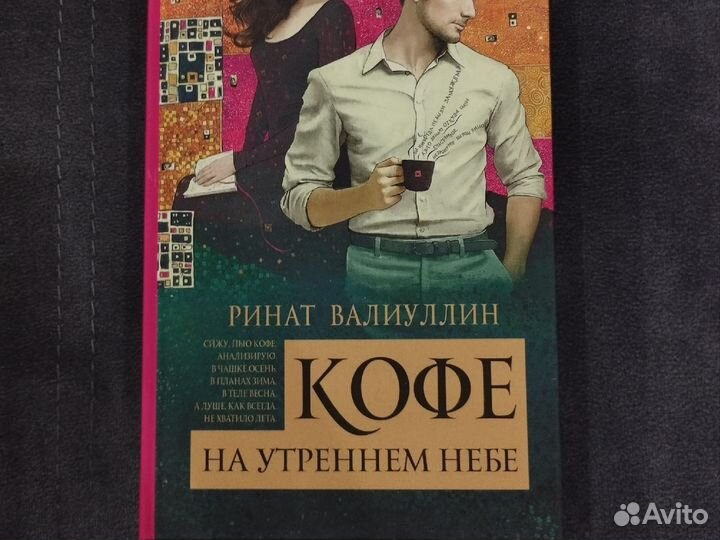 РИНАТ ВАЛИУЛЛИН
СИЖУ, ПЬЮ КОФЕ,
АНАЛИЗИРУЮ:
В ЧАШКЕ ОСЕНЬ,
В ПЛАНАХ ЗИМА,
В ТЕЛЕ ВЕСНА,
А ДУШЕ, КАК ВСЕГДА,
НЕ ХВАТИЛО ЛЕТА.
КОФЕ
НА УТРЕННЕМ НЕБЕ
Avito